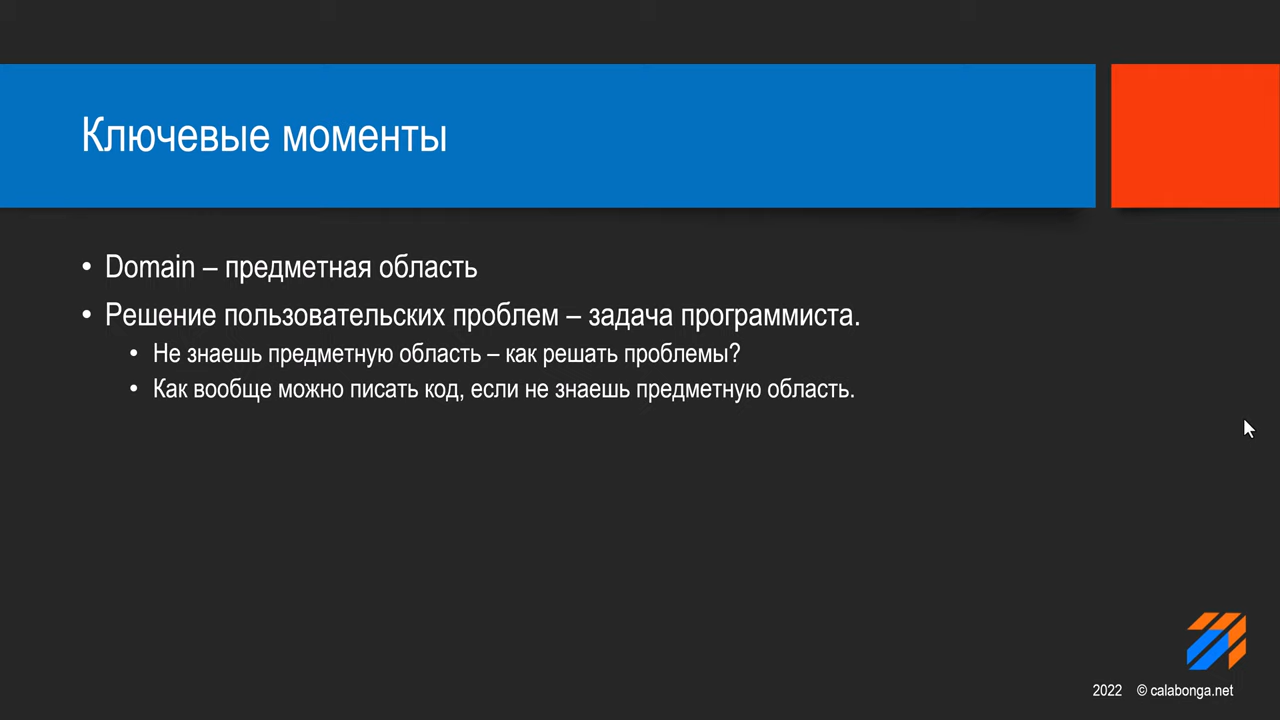 Ключевые моменты
• Domain – предметная область
• Решение пользовательских проблем – задача программиста.
• Не знаешь предметную область – как решать проблемы?
• Как вообще можно писать код, если не знаешь предметную область.
2022 © calabonga.net